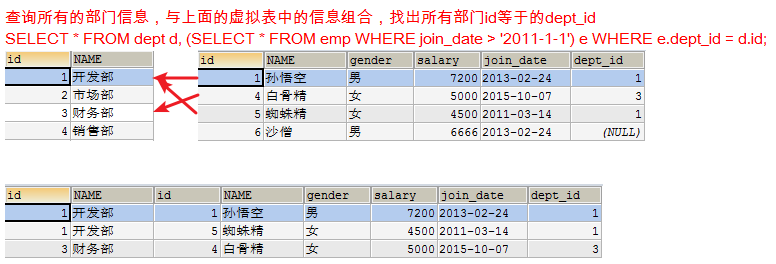 查询所有的部门信息，与上面的虚拟表中的信息组合，找出所有部门id等于的dept_id
SELECT * FROM dept d, (SELECT * FROM emp WHERE join_date > '2011-1-1') e WHERE e.dept_id = d.id;
id NAME
1 开发部
2 市场部
3 财务部
4 销售部
id NAME gender salary join_date dept_id
1 孙悟空 男 7200 2013-02-24 1
4 白骨精 女 5000 2015-10-07 3
5 蜘蛛精 女 4500 2011-03-14 1
6 沙僧 男 6666 2013-02-24 (NULL)
id NAME id NAME gender salary join_date dept_id
1 开发部 1 孙悟空 男 7200 2013-02-24 1
1 开发部 5 蜘蛛精 女 4500 2011-03-14 1
3 财务部 4 白骨精 女 5000 2015-10-07 3